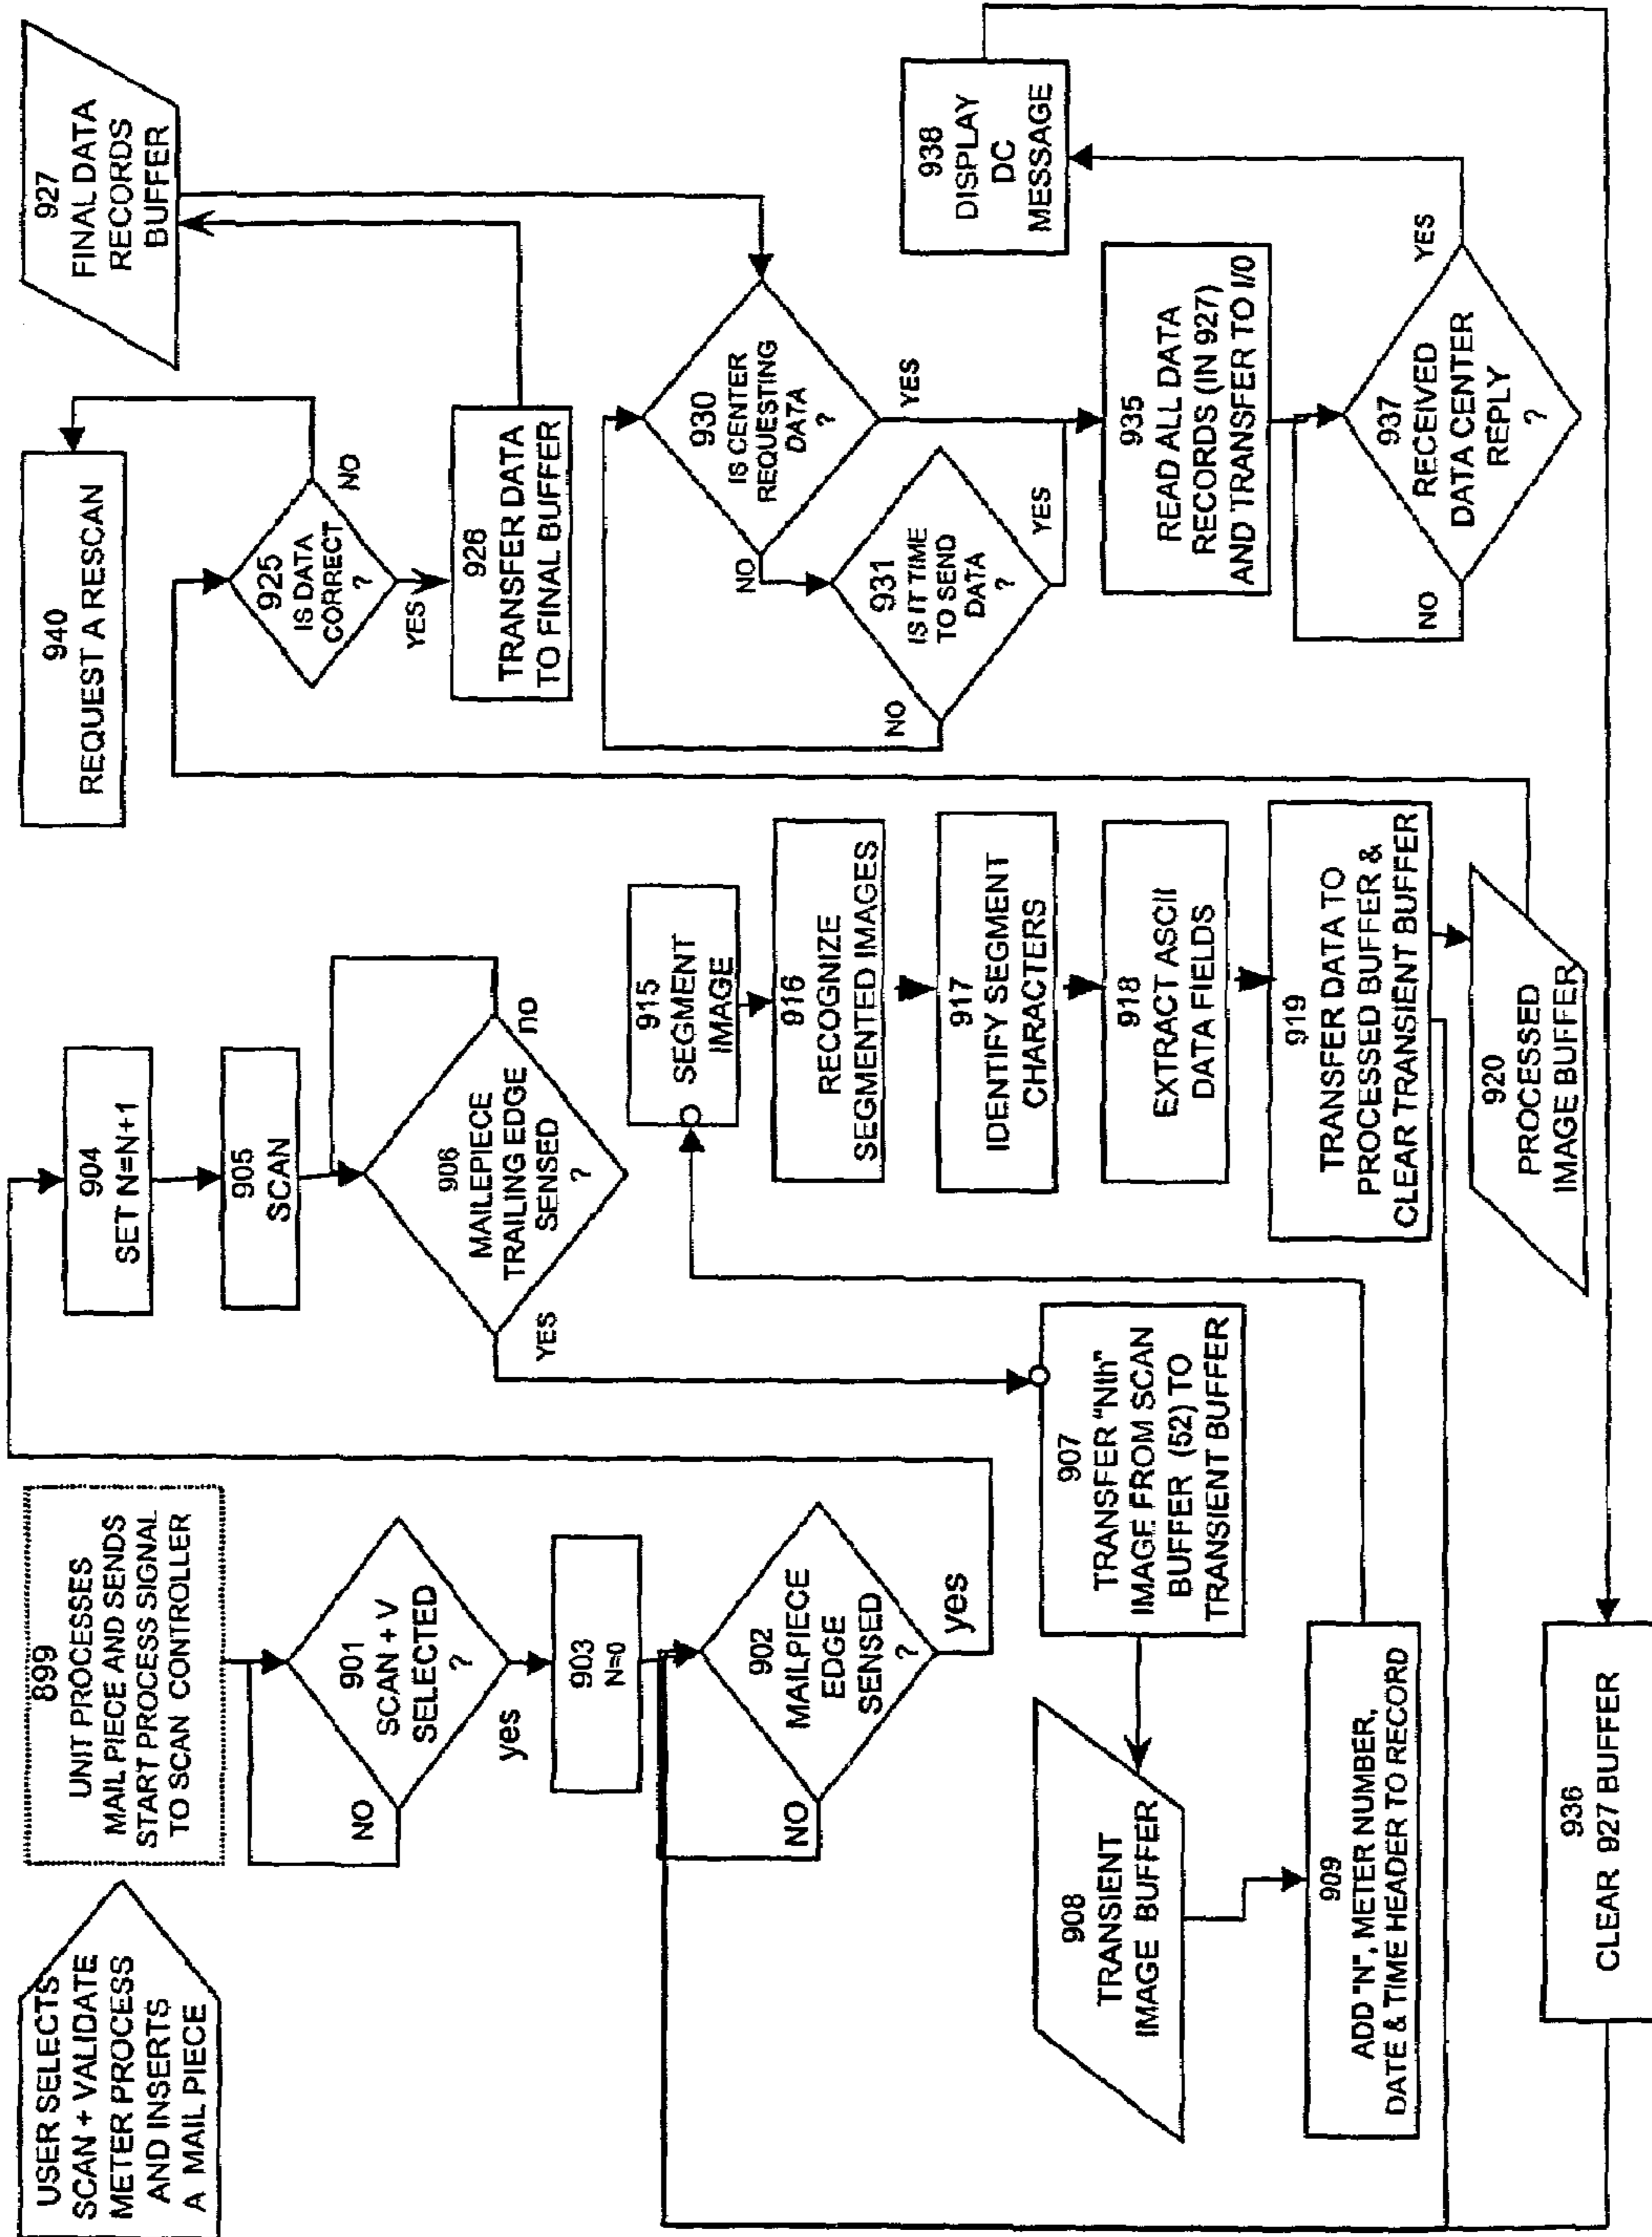 USER SELECTS
SCAN + VALIDATE
METER PROCESS
AND INSERTS
A MAIL PIECE
899
UNIT PROCESSES
MAIL PIECE AND SENDS
START PROCESS SIGNAL
TO SCAN CONTROLLER
901
SCAN + V
SELECTED
?
NO
yes
903
N=0
902
MAILPIECE
EDGE
SENSED
?
NO
yes
904
SET N=N+1
905
SCAN
906
MAILEPIECE
TRAILING EDGE
SENSED
?
no
YES
907
TRANSFER "Nth"
IMAGE FROM SCAN
BUFFER (52) TO
TRANSIENT BUFFER
908
TRANSIENT
IMAGE BUFFER
909
ADD "N", METER NUMBER,
DATE & TIME HEADER TO RECORD
915
SEGMENT
IMAGE
916
RECOGNIZE
SEGMENTED IMAGES
917
IDENTIFY SEGMENT
CHARACTERS
918
EXTRACT ASCII
DATA FIELDS
919
TRANSFER DATA TO
PROCESSED BUFFER &
CLEAR TRANSIENT BUFFER
920
PROCESSED
IMAGE BUFFER
940
REQUEST A RESCAN
925
IS DATA
CORRECT
?
NO
YES
926
TRANSFER DATA
TO FINAL BUFFER
927
FINAL DATA
RECORDS
BUFFER
930
IS CENTER
REQUESTING
DATA
?
NO
YES
931
IS IT TIME
TO SEND
DATA
?
NO
YES
935
READ ALL DATA
RECORDS (IN 927)
AND TRANSFER TO I/0
937
RECEIVED
DATA CENTER
REPLY
?
NO
YES
938
DISPLAY
DC
MESSAGE
936
CLEAR 927 BUFFER